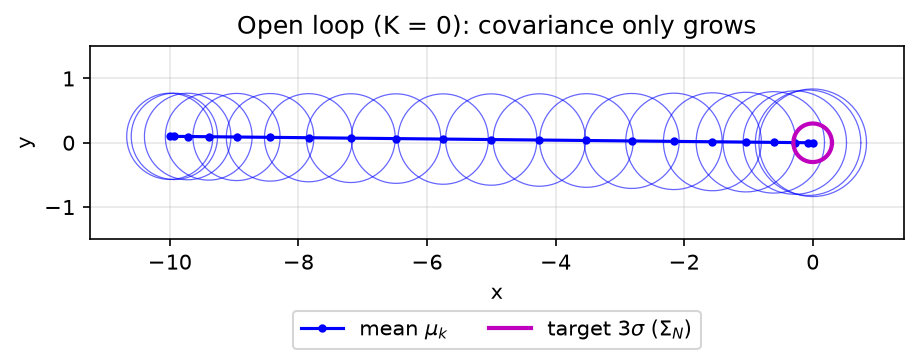 Open loop (K = 0): covariance only grows
1
0
−1
y
−10 −8 −6 −4 −2 0
x
mean μₖ target 3σ (Σ_N)